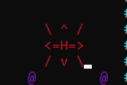 \ ^ /
<=H=>
/ v \
@ @